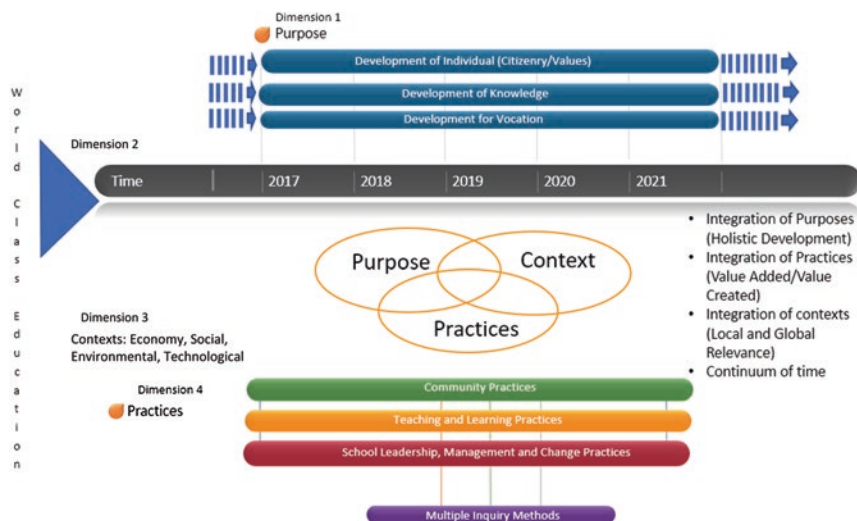 Dimension 1
Purpose
Development of Individual (Citizenry/Values)
Development of Knowledge
Development for Vocation
World Class Education
Dimension 2
Time 2017 2018 2019 2020 2021
Purpose
Context
Practices
• Integration of Purposes
(Holistic Development)
• Integration of Practices
(Value Added/Value
Created)
• Integration of contexts
(Local and Global
Relevance)
• Continuum of time
Dimension 3
Contexts: Economy, Social,
Environmental, Technological
Dimension 4
Practices
Community Practices
Teaching and Learning Practices
School Leadership, Management and Change Practices
Multiple Inquiry Methods